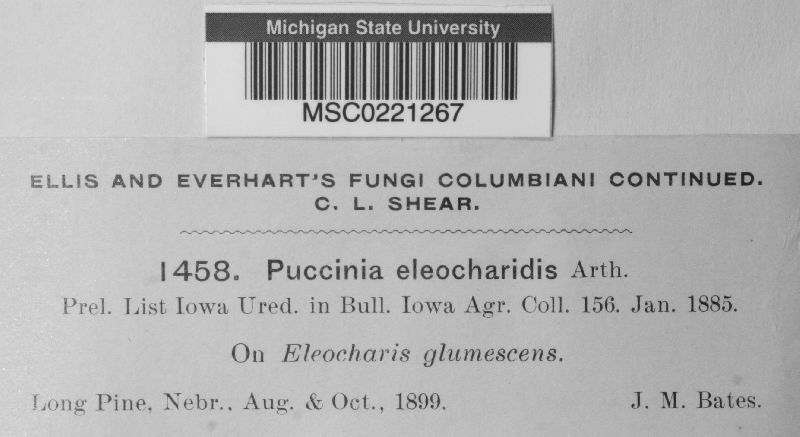 Michigan State University
MSC0221267
ELLIS AND EVERHART'S FUNGI COLUMBIANI CONTINUED.
C. L. SHEAR.
1458. Puccinia eleocharidis Arth.
Prel. List Iowa Ured. in Bull. Iowa Agr. Coll. 156. Jan. 1885.
On Eleocharis glumescens.
Long Pine, Nebr., Aug. & Oct., 1899. J. M. Bates.